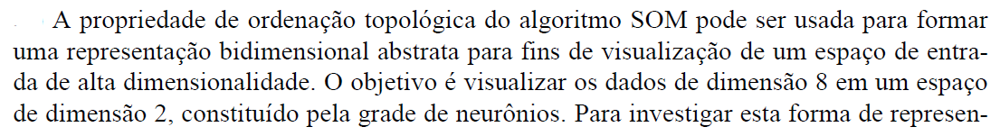 A propriedade de ordenação topológica do algoritmo SOM pode ser usada para formar
uma representação bidimensional abstrata para fins de visualização de um espaço de entra-
da de alta dimensionalidade. O objetivo é visualizar os dados de dimensão 8 em um espaço
de dimensão 2, constituído pela grade de neurônios. Para investigar esta forma de represen-